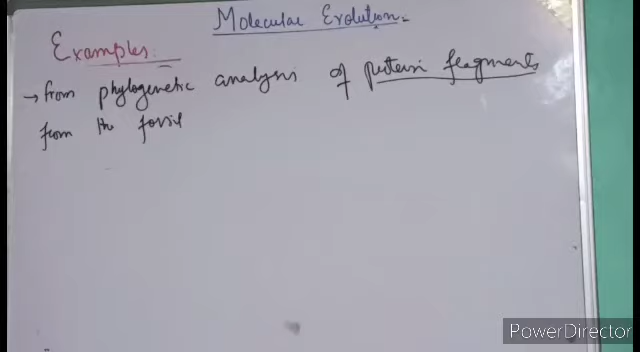 Molecular Evolution
Examples:
→ from phylogenetic analysis of protein fragments
from the fossil
PowerDirector